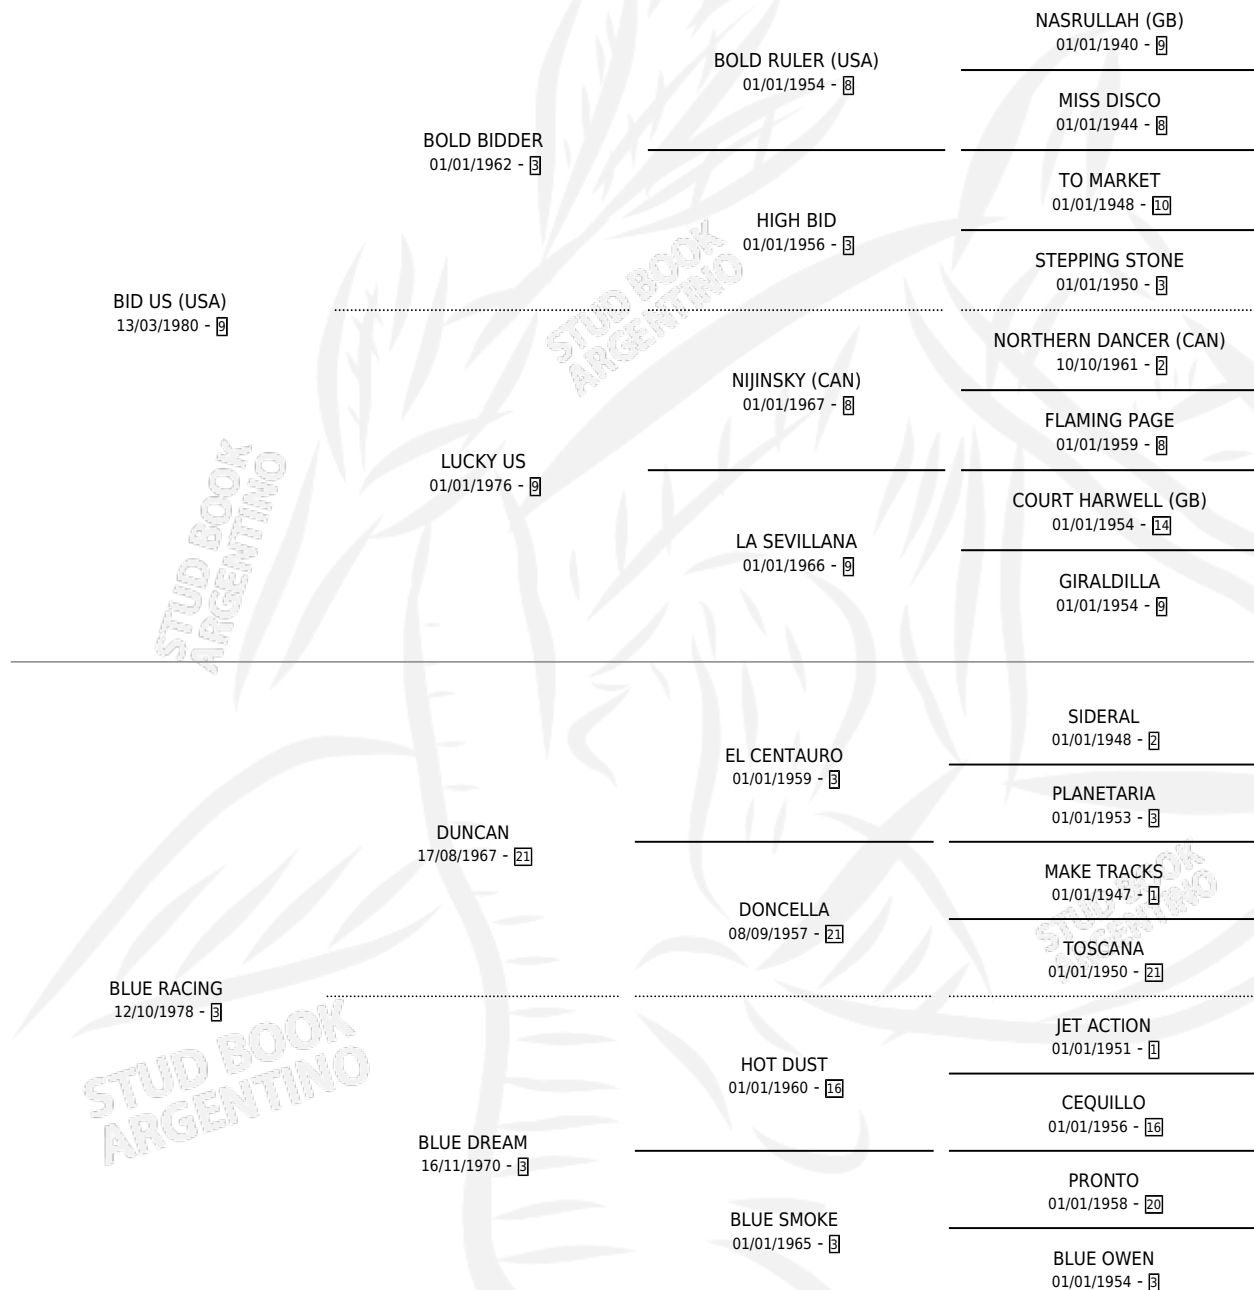 NASRULLAH (GB)
01/01/1940 - 9
BOLD RULER (USA)
01/01/1954 - 8
MISS DISCO
01/01/1944 - 8
BOLD BIDDER
01/01/1962 - 3
TO MARKET
01/01/1948 - 10
HIGH BID
01/01/1956 - 3
STEPPING STONE
01/01/1950 - 3
BID US (USA)
13/03/1980 - 9
NORTHERN DANCER (CAN)
10/10/1961 - 2
NIJINSKY (CAN)
01/01/1967 - 8
FLAMING PAGE
01/01/1959 - 8
LUCKY US
01/01/1976 - 9
COURT HARWELL (GB)
01/01/1954 - 14
LA SEVILLANA
01/01/1966 - 9
GIRALDILLA
01/01/1954 - 9
SIDERAL
01/01/1948 - 2
EL CENTAURO
01/01/1959 - 3
PLANETARIA
01/01/1953 - 3
DUNCAN
17/08/1967 - 21
MAKE TRACKS
01/01/1947 - 1
DONCELLA
08/09/1957 - 21
TOSCANA
01/01/1950 - 21
BLUE RACING
12/10/1978 - 3
JET ACTION
01/01/1951 - 1
HOT DUST
01/01/1960 - 16
CEQUILLO
01/01/1956 - 16
BLUE DREAM
16/11/1970 - 3
PRONTO
01/01/1958 - 20
BLUE SMOKE
01/01/1965 - 3
BLUE OWEN
01/01/1954 - 3
STUD BOOK
ARGENTINO
STUD BOOK
ARGENTINO
STUD BOOK
ARGENTINO
STUD BOOK
ARGENTINO